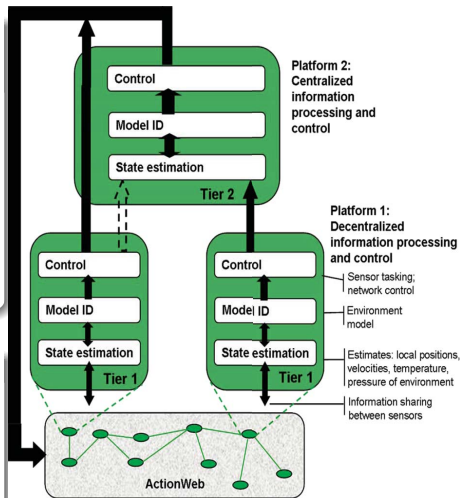 Platform 2:
Centralized
information
processing and
control
Control
Model ID
State estimation
Tier 2
Platform 1:
Decentralized
information processing
and control
Control
Model ID
State estimation
Tier 1
Control
Model ID
State estimation
Tier 1
Sensor tasking;
network control
Environment
model
Estimates: local positions,
velocities, temperature,
pressure of environment
Information sharing
between sensors
ActionWeb